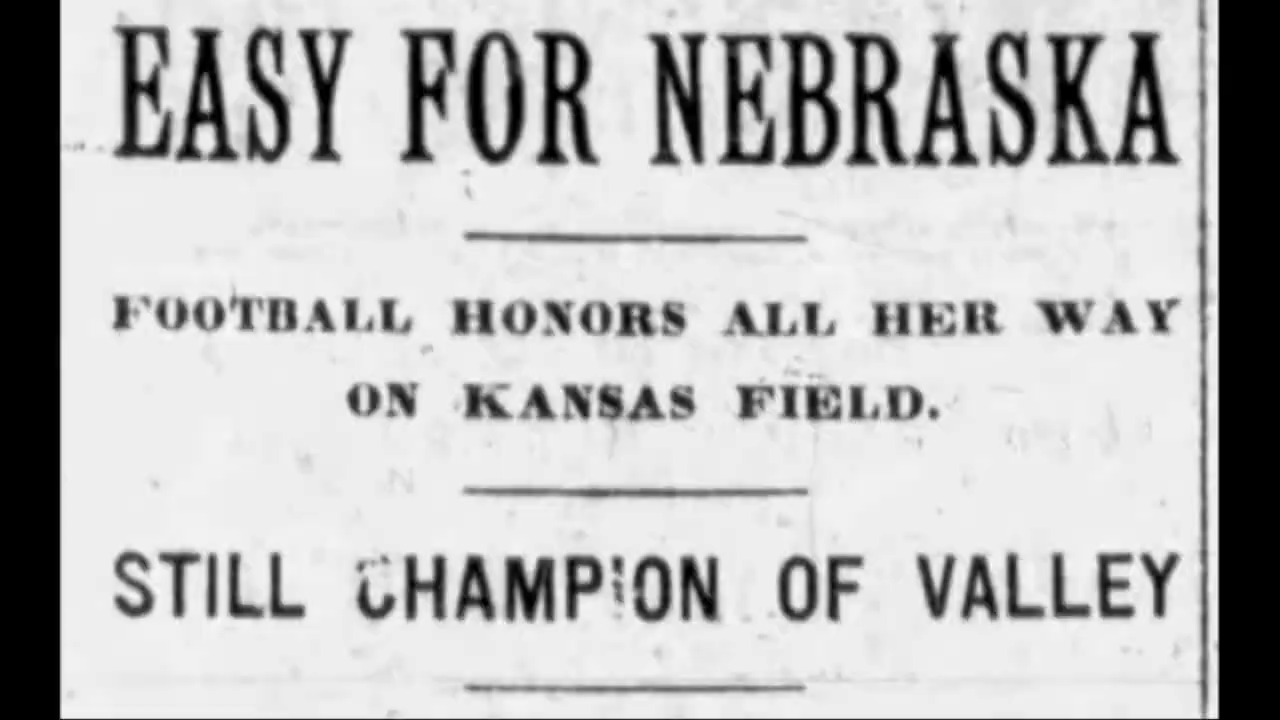 EASY FOR NEBRASKA
FOOTBALL HONORS ALL HER WAY
ON KANSAS FIELD.
STILL CHAMPION OF VALLEY